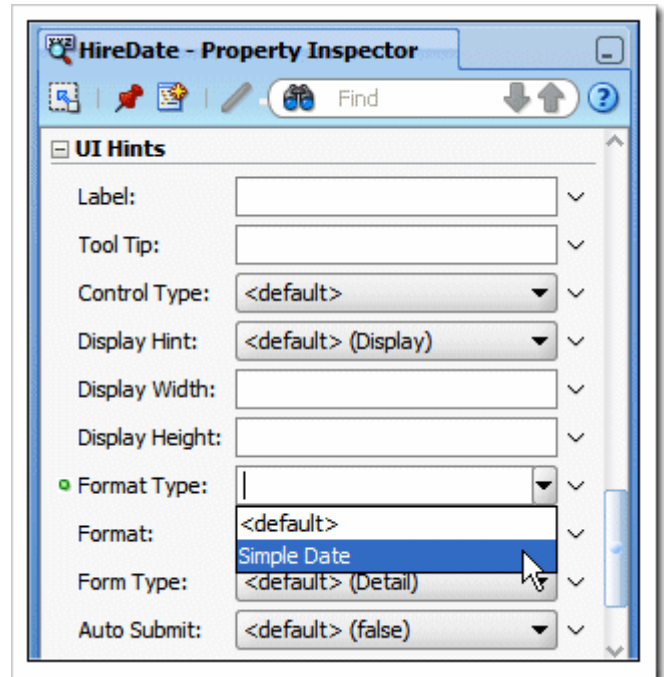 HireDate - Property Inspector
Find
UI Hints
Label:
Tool Tip:
Control Type: <default>
Display Hint: <default> (Display)
Display Width:
Display Height:
Format Type:
<default>
Format:
Simple Date
Form Type: <default> (Detail)
Auto Submit: <default> (false)